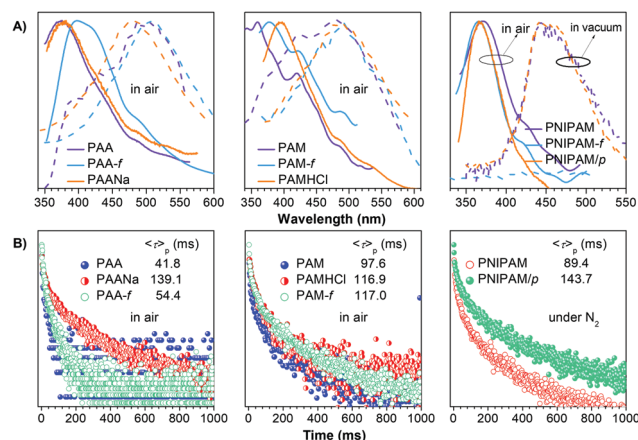 A)
in air
PAA
PAA-f
PAANa
350 400 450 500 550 600
in air
PAM
PAM-f
PAMHCl
350 400 450 500 550 600
in air
in vacuum
PNIPAM
PNIPAM-f
PNIPAM/p
400 500 600
Wavelength (nm)
B)
<τ>p (ms)
PAA 41.8
PAANa 139.1
PAA-f 54.4
in air
0 200 400 600 800 1000
<τ>p (ms)
PAM 97.6
PAMHCl 116.9
PAM-f 117.0
in air
0 200 400 600 800 1000
<τ>p (ms)
PNIPAM 89.4
PNIPAM/p 143.7
under N2
0 200 400 600 800 1000
Time (ms)